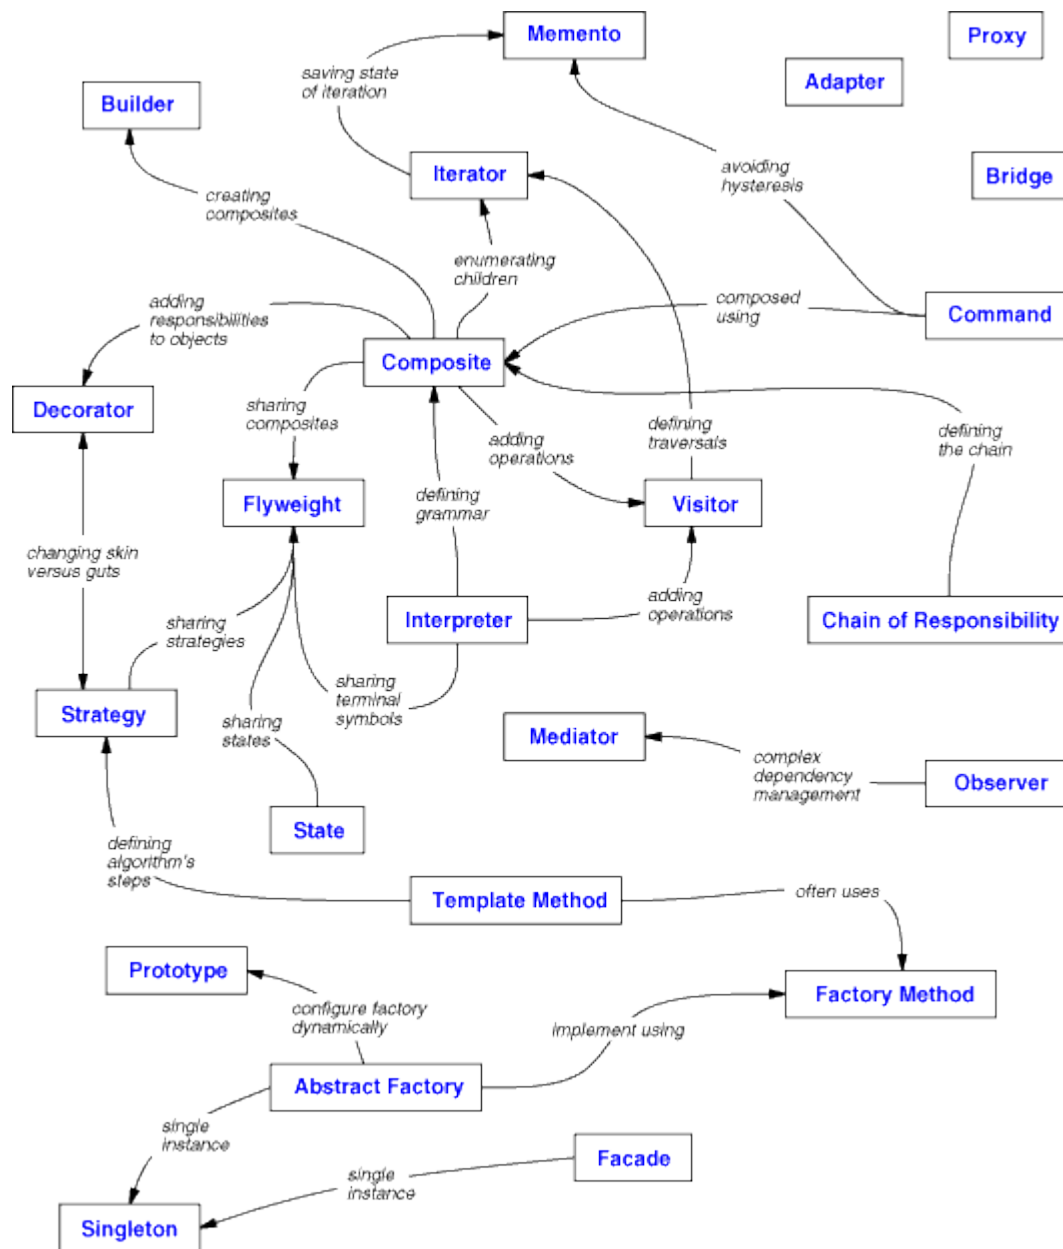 Memento
Proxy
Adapter
saving state
of iteration
Builder
Iterator
avoiding
hysteresis
Bridge
creating
composites
enumerating
children
adding
responsibilities
to objects
composed
using
Command
Composite
Decorator
sharing
composites
adding
operations
defining
traversals
defining
the chain
Flyweight
defining
grammar
Visitor
changing skin
versus guts
sharing
strategies
Interpreter
adding
operations
Chain of Responsibility
Strategy
sharing
states
sharing
terminal
symbols
Mediator
complex
dependency
management
Observer
State
defining
algorithm's
steps
Template Method
often uses
Prototype
Factory Method
configure factory
dynamically
implement using
Abstract Factory
single
instance
Facade
single
instance
Singleton